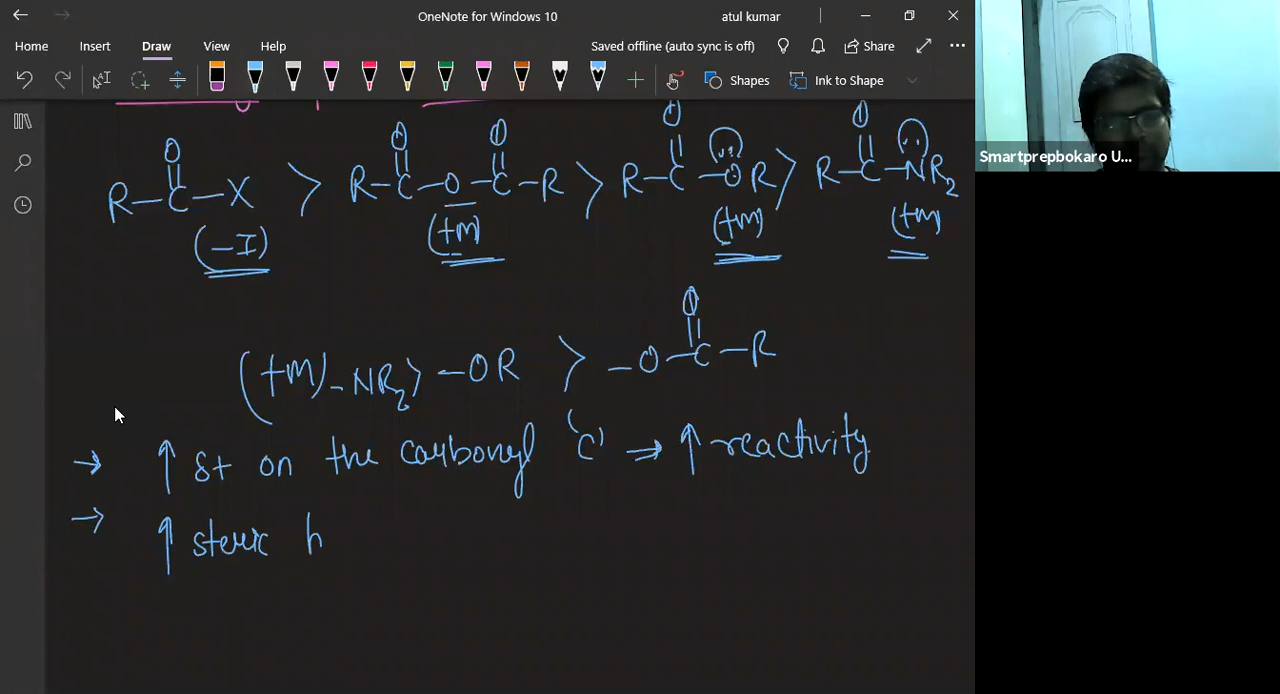 OneNote for Windows 10
atul kumar
Home Insert Draw View Help
Saved offline (auto sync is off)
Share
Shapes
Ink to Shape
Smartprepbokaro U...
O O O O O
R-C-X > R-C-O-C-R > R-C-OR > R-C-NR2
(-I) (+M) (+M) (+M)
O
(+M) -NR2 > -OR > -O-C-R
→ ↑ δ+ on the carbonyl 'C' ⇒ ↑ reactivity
→ ↑ steric h